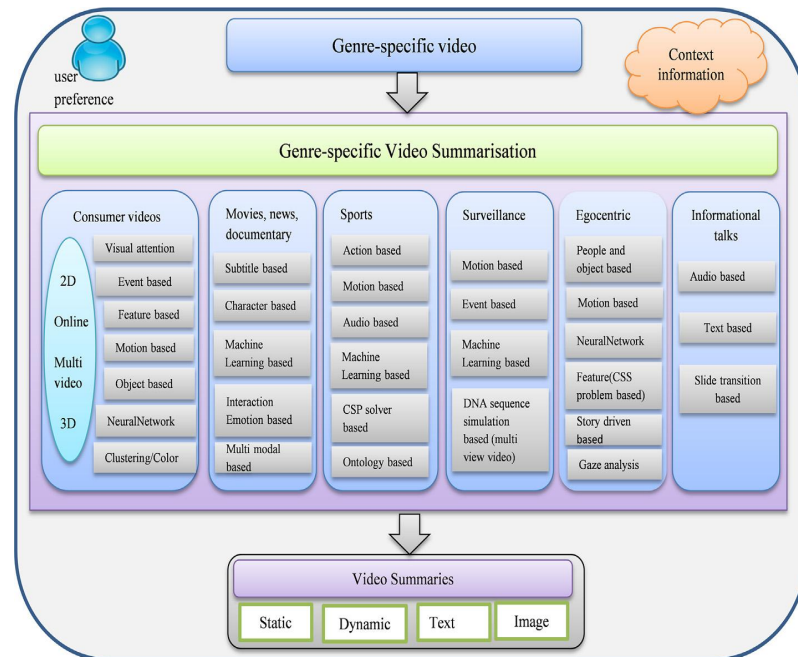 Genre-specific video
user
preference
Context
information
Genre-specific Video Summarisation
Consumer videos
2D
Online
Multi
video
3D
Visual attention
Event based
Feature based
Motion based
Object based
NeuralNetwork
Clustering/Color
Movies, news,
documentary
Subtitle based
Character based
Machine
Learning based
Interaction
Emotion based
Multi modal
based
Sports
Action based
Motion based
Audio based
Machine
Learning based
CSP solver
based
Ontology based
Surveillance
Motion based
Event based
Machine
Learning based
DNA sequence
simulation
based (multi
view video)
Egocentric
People and
object based
Motion based
NeuralNetwork
Feature(CSS
problem based)
Story driven
based
Gaze analysis
Informational
talks
Audio based
Text based
Slide transition
based
Video Summaries
Static
Dynamic
Text
Image